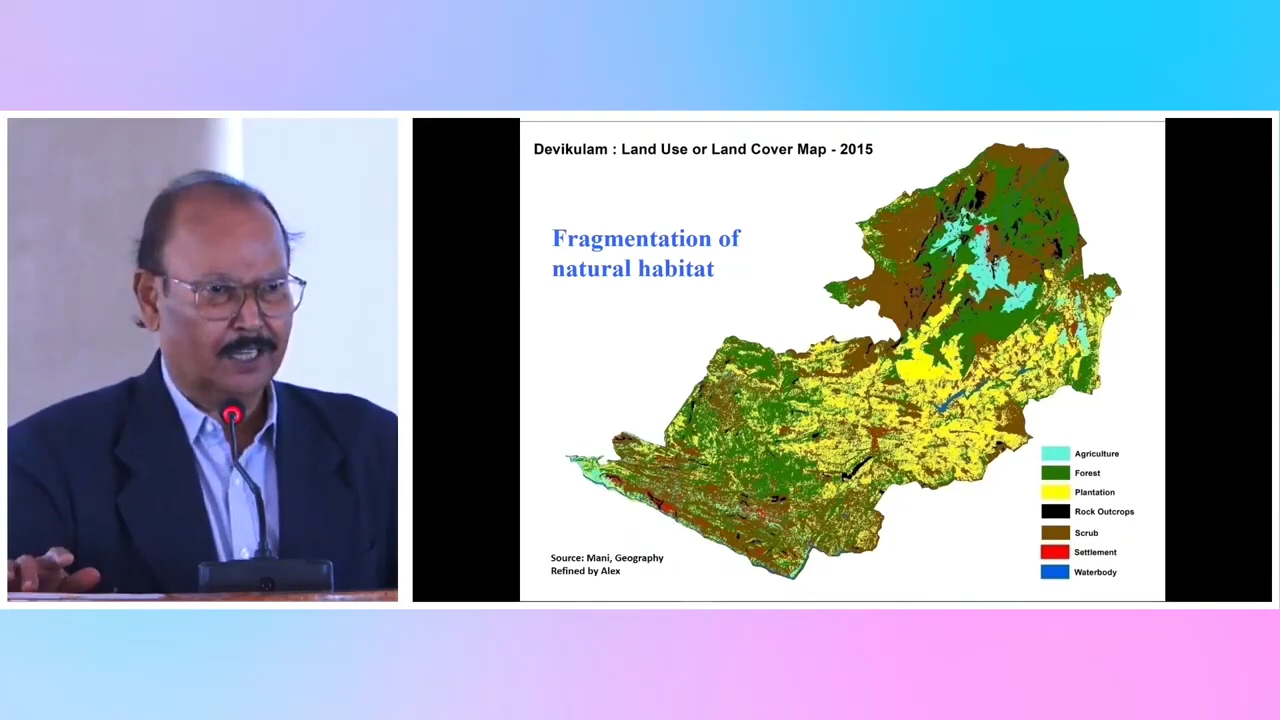 Devikulam : Land Use or Land Cover Map - 2015
Fragmentation of
natural habitat
Agriculture
Forest
Plantation
Rock Outcrops
Scrub
Settlement
Waterbody
Source: Mani, Geography
Refined by Alex